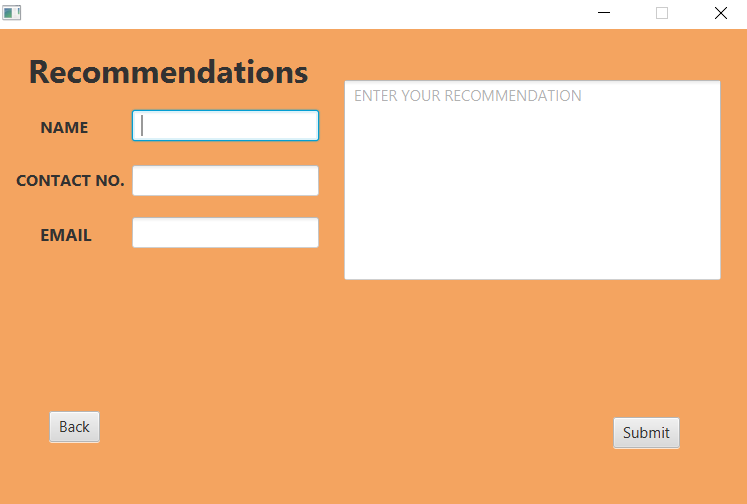 Recommendations
NAME
CONTACT NO.
EMAIL
ENTER YOUR RECOMMENDATION
Back
Submit